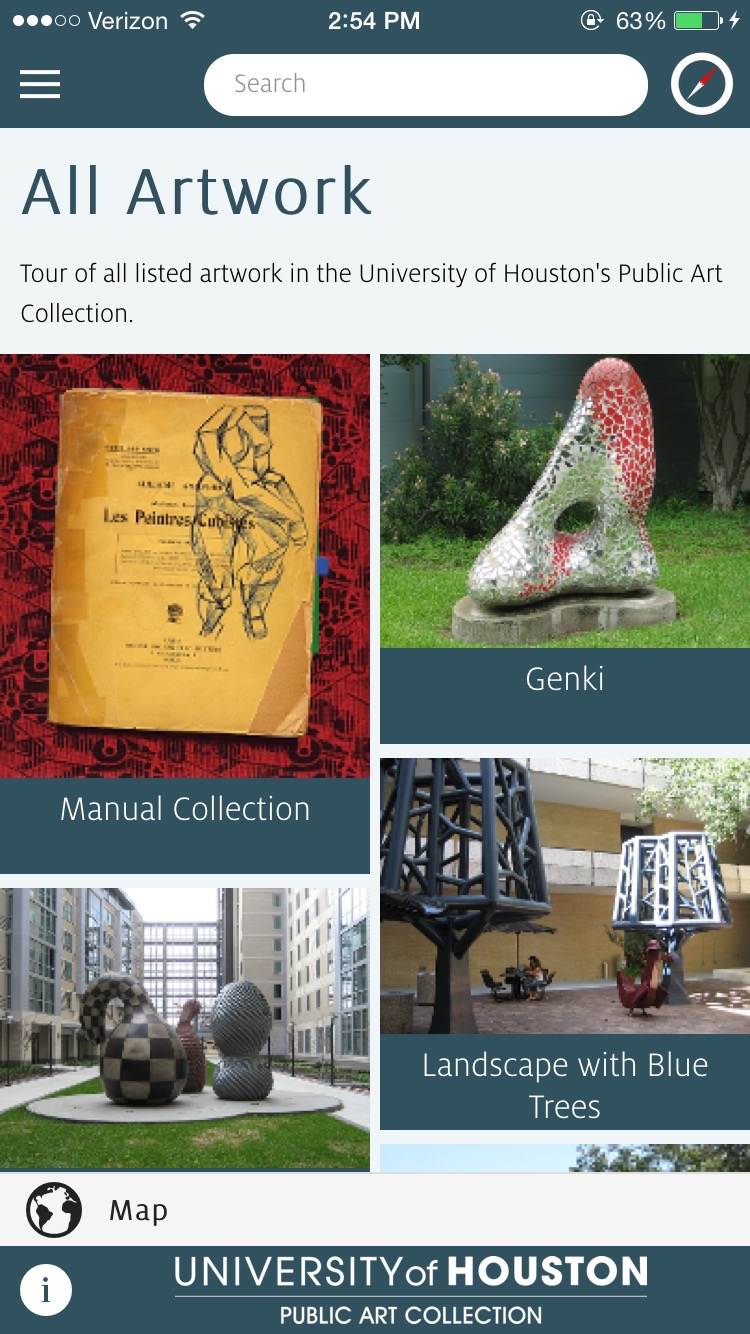 Verizon 2:54 PM 63%
Search
All Artwork
Tour of all listed artwork in the University of Houston's Public Art
Collection.
Les Peintres Cubistes
Manual Collection
Genki
Landscape with Blue
Trees
Map
i
UNIVERSITY of HOUSTON
PUBLIC ART COLLECTION